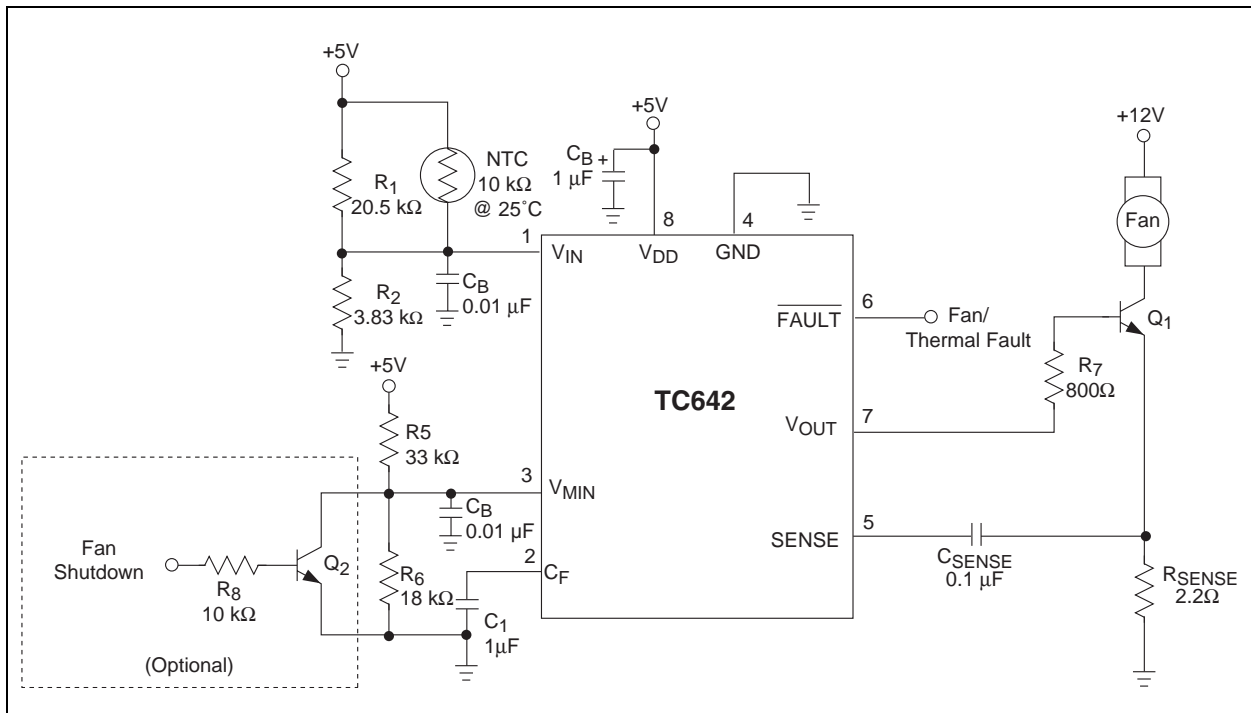 +5V
R1
20.5 kΩ
NTC
10 kΩ
@ 25˚C
R2
3.83 kΩ
CB
0.01 µF
+5V
CB +
1 µF
+12V
Fan
1
VIN
8
VDD
4
GND
6
FAULT
Fan/
Thermal Fault
Q1
R7
800Ω
TC642
7
VOUT
+5V
R5
33 kΩ
3
VMIN
CB
0.01 µF
5
SENSE
CSENSE
0.1 µF
RSENSE
2.2Ω
Fan
Shutdown
R8
10 kΩ
Q2
R6
18 kΩ
2
CF
C1
1µF
(Optional)